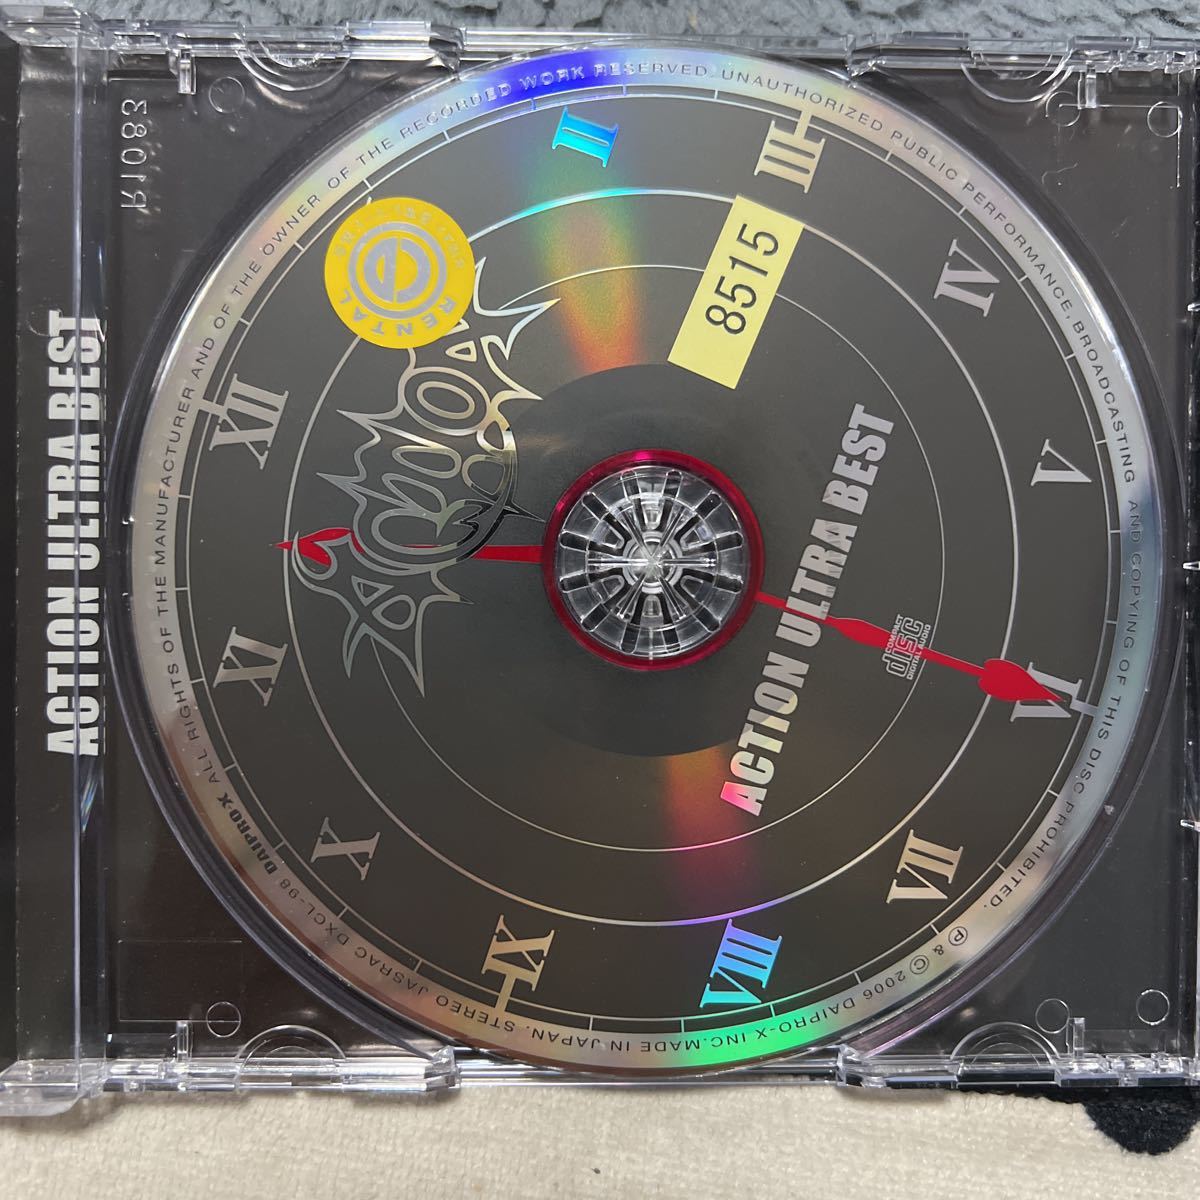 ACTION ULTRA BEST
R1083
ALL RIGHTS OF THE MANUFACTURER AND OF THE OWNER OF THE RECORDED WORK RESERVED. UNAUTHORIZED PUBLIC PERFORMANCE, BROADCASTING AND COPYING OF THIS DISC PROHIBITED.
℗ & © 2006 DAIPRO-X INC. MADE IN JAPAN. STEREO JASRAC DXCL-98 DAIPRO-X
II
III
IV
V
VI
VII
VIII
IX
X
XI
XII
RENTAL
8515
ACTION ULTRA BEST
COMPACT
disc
DIGITAL AUDIO